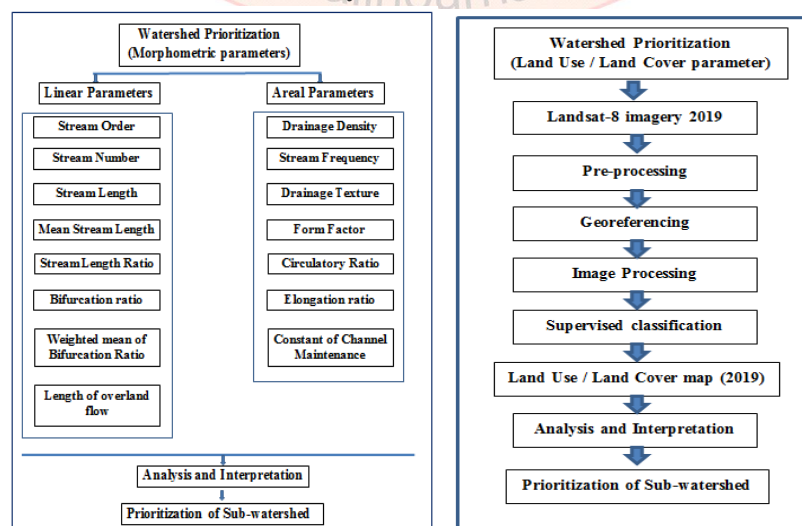 Watershed Prioritization
(Morphometric parameters)
Linear Parameters
Stream Order
Stream Number
Stream Length
Mean Stream Length
Stream Length Ratio
Bifurcation ratio
Weighted mean of
Bifurcation Ratio
Length of overland
flow
Areal Parameters
Drainage Density
Stream Frequency
Drainage Texture
Form Factor
Circulatory Ratio
Elongation ratio
Constant of Channel
Maintenance
Analysis and Interpretation
Prioritization of Sub-watershed
Watershed Prioritization
(Land Use / Land Cover parameter)
Landsat-8 imagery 2019
Pre-processing
Georeferencing
Image Processing
Supervised classification
Land Use / Land Cover map (2019)
Analysis and Interpretation
Prioritization of Sub-watershed